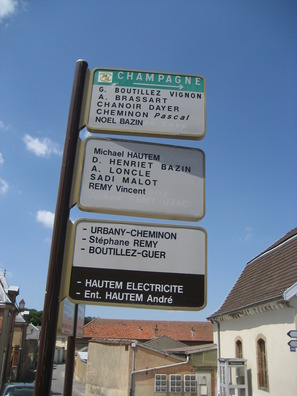 CHAMPAGNE
G. BOUTILLEZ VIGNON
A. BRASSART
CHANOIR DAYER
CHEMINON Pascal
NOEL BAZIN
Michael HAUTEM
D. HENRIET BAZIN
A. LONCLE
SADI MALOT
REMY Vincent
- URBANY-CHEMINON
- Stéphane REMY
- BOUTILLEZ-GUER
- HAUTEM ELECTRICITE
- Ent. HAUTEM André